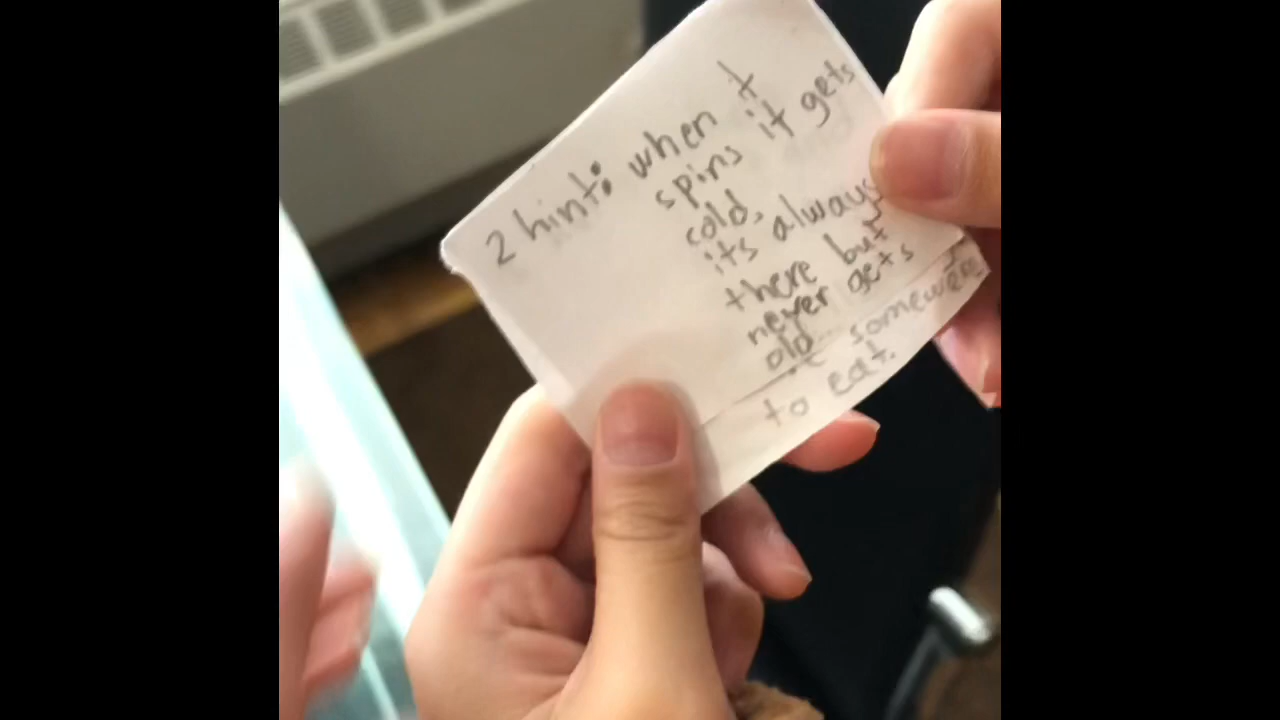 2 hint: when it
spins it gets
cold,
its always
there but
never gets
old somewere
to eat.